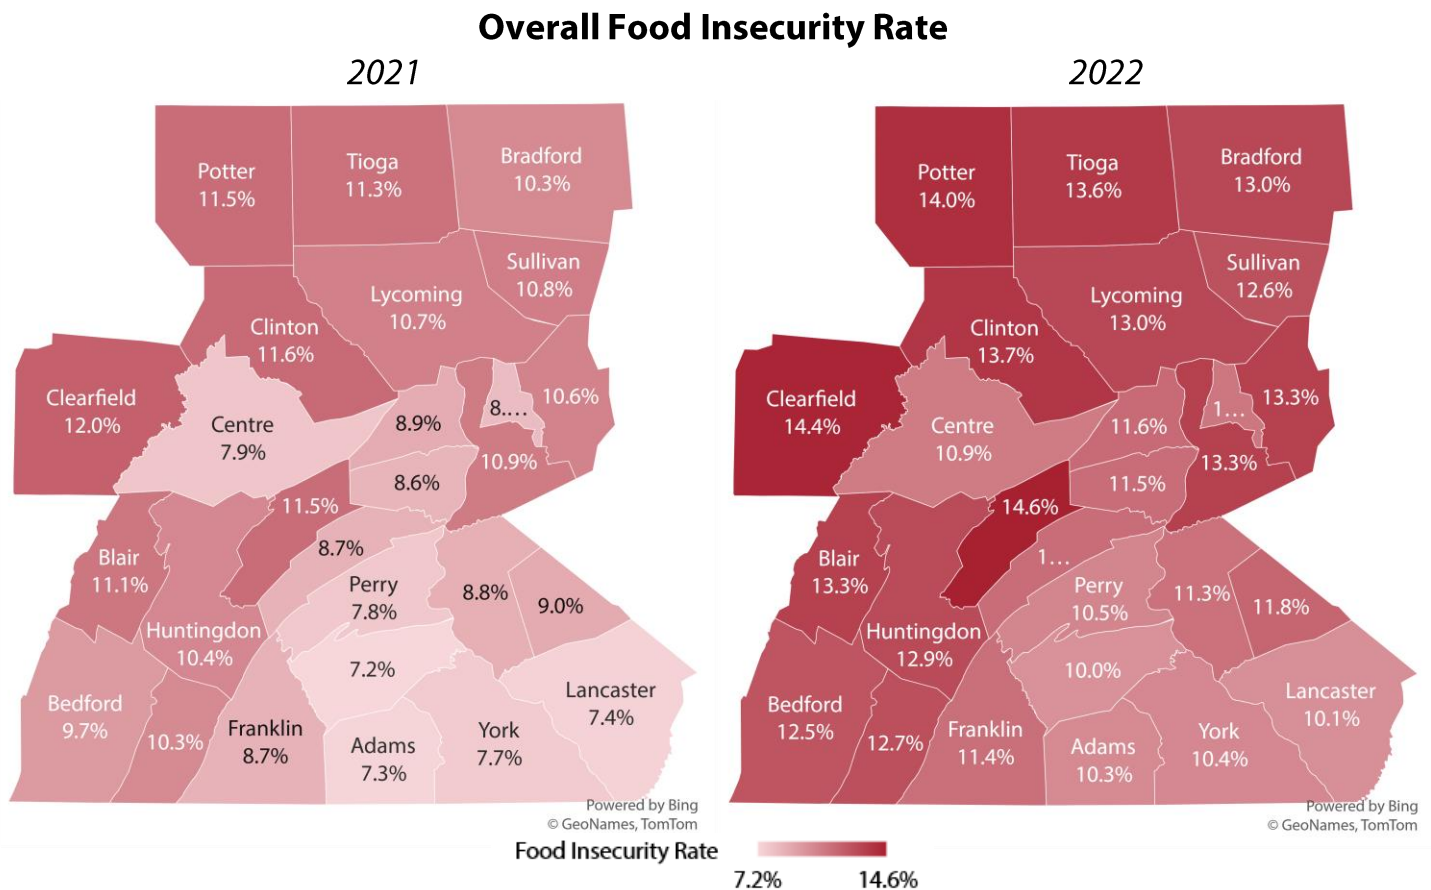 Overall Food Insecurity Rate
2021
Potter
11.5%
Tioga
11.3%
Bradford
10.3%
Sullivan
10.8%
Lycoming
10.7%
Clinton
11.6%
Clearfield
12.0%
Centre
7.9%
8.9%
8....
10.6%
10.9%
8.6%
11.5%
8.7%
Blair
11.1%
Perry
7.8%
8.8%
9.0%
Huntingdon
10.4%
7.2%
Lancaster
7.4%
Bedford
9.7%
10.3%
Franklin
8.7%
Adams
7.3%
York
7.7%
Powered by Bing
© GeoNames, TomTom
2022
Potter
14.0%
Tioga
13.6%
Bradford
13.0%
Sullivan
12.6%
Lycoming
13.0%
Clinton
13.7%
Clearfield
14.4%
Centre
10.9%
11.6%
1...
13.3%
13.3%
11.5%
14.6%
1...
Blair
13.3%
Perry
10.5%
11.3%
11.8%
Huntingdon
12.9%
10.0%
Lancaster
10.1%
Bedford
12.5%
12.7%
Franklin
11.4%
Adams
10.3%
York
10.4%
Powered by Bing
© GeoNames, TomTom
Food Insecurity Rate
7.2%
14.6%